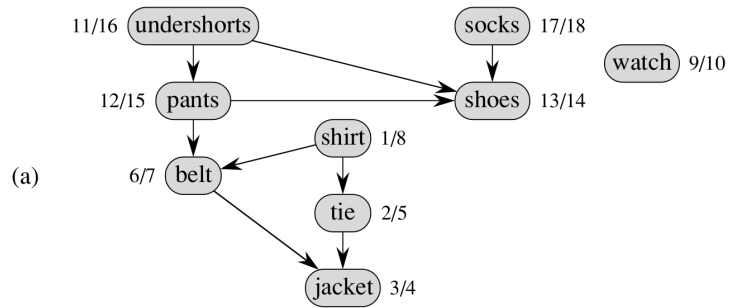 11/16 undershorts socks 17/18
watch 9/10
12/15 pants shoes 13/14
shirt 1/8
(a) 6/7 belt
tie 2/5
jacket 3/4